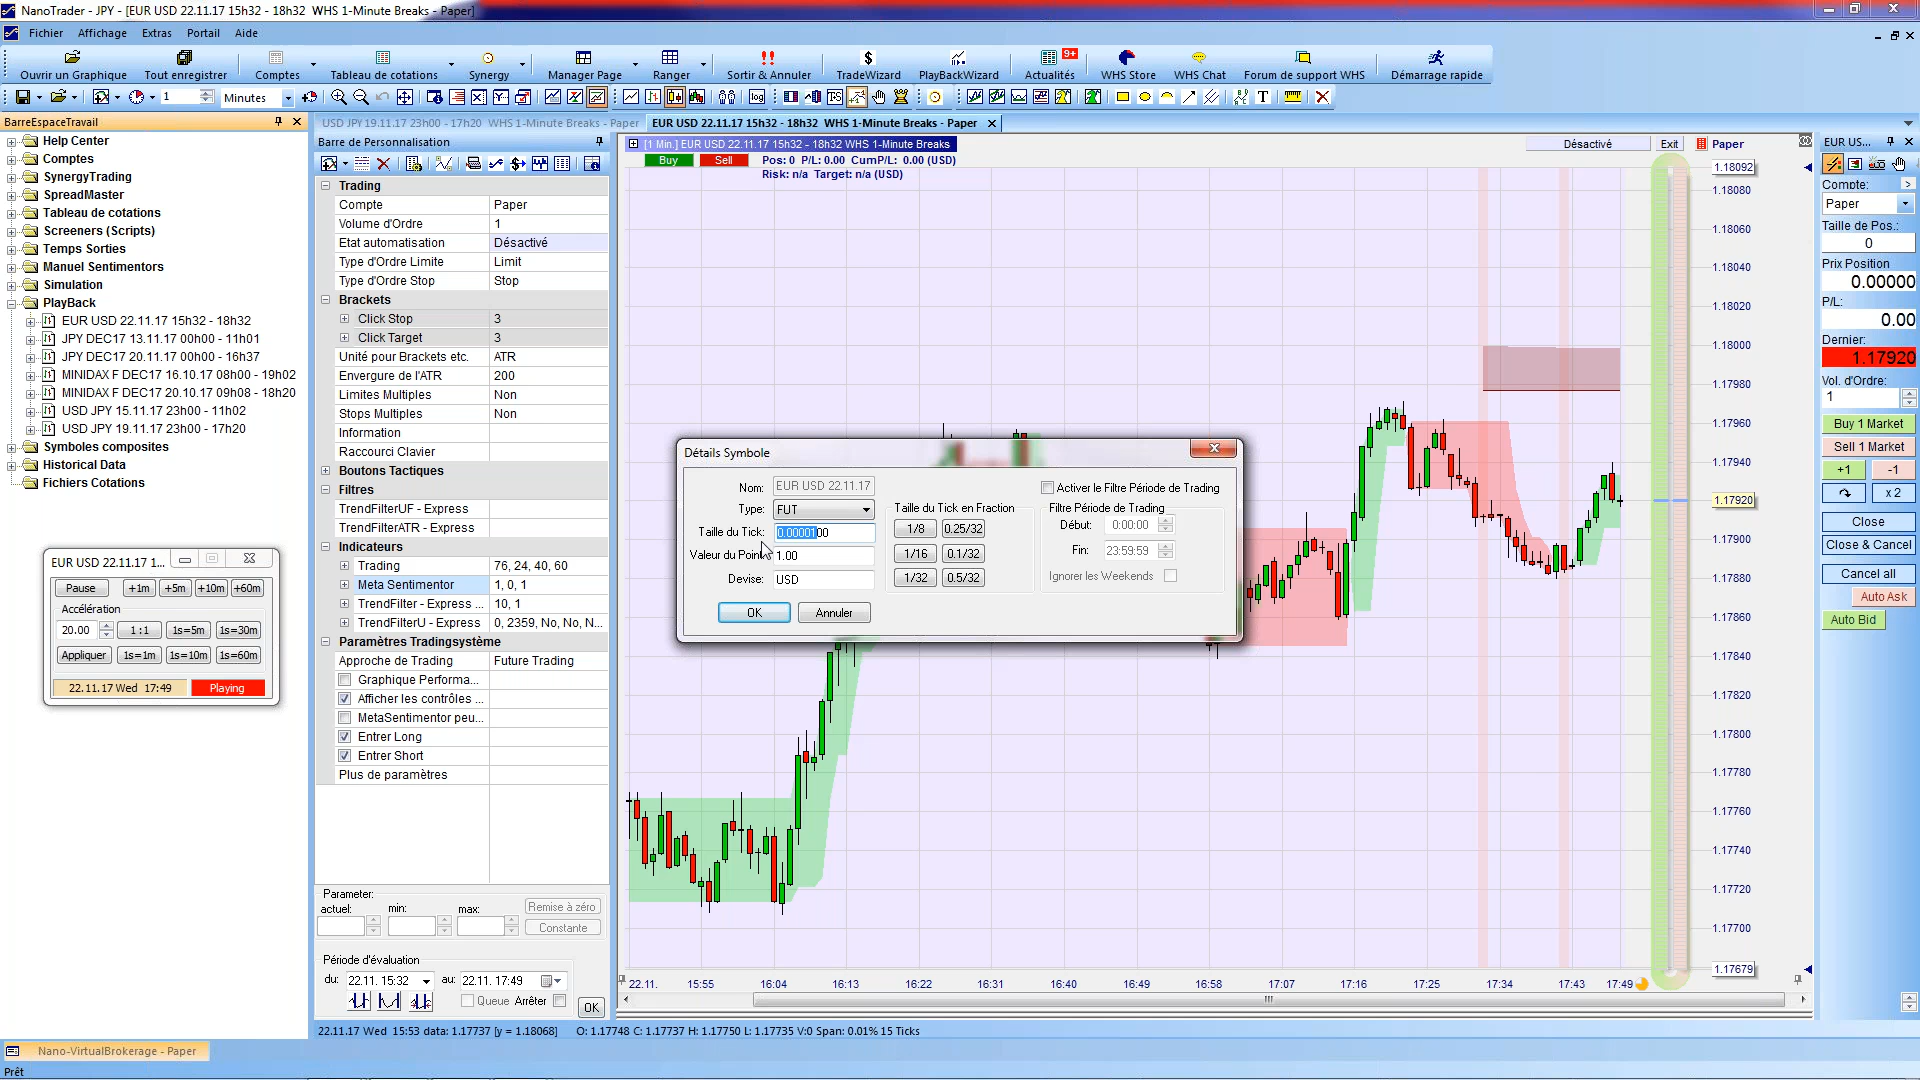 NanoTrader - JPY - [EUR USD 22.11.17 15h32 - 18h32 WHS 1-Minute Breaks - Paper]
Fichier Affichage Extras Portail Aide
Ouvrir un Graphique Tout enregistrer Comptes Tableau de cotations Synergy Manager Page Ranger Sortir & Annuler TradeWizard PlayBackWizard Actualités 9+ WHS Store WHS Chat Forum de support WHS Démarrage rapide
1 Minutes log
BarreEspaceTravail
Help Center
Comptes
SynergyTrading
SpreadMaster
Tableau de cotations
Screeners (Scripts)
Temps Sorties
Manuel Sentimentors
Simulation
PlayBack
EUR USD 22.11.17 15h32 - 18h32
JPY DEC17 13.11.17 00h00 - 11h01
JPY DEC17 20.11.17 00h00 - 16h37
MINIDAX F DEC17 16.10.17 08h00 - 19h02
MINIDAX F DEC17 20.10.17 09h08 - 18h20
USD JPY 15.11.17 23h00 - 11h02
USD JPY 19.11.17 23h00 - 17h20
Symboles composites
Historical Data
Fichiers Cotations
EUR USD 22.11.17 1...
Pause +1m +5m +10m +60m
Accélération
20.00 1 : 1 1s=5m 1s=30m
Appliquer 1s=1m 1s=10m 1s=60m
22.11.17 Wed 17:49 Playing
USD JPY 19.11.17 23h00 - 17h20 WHS 1-Minute Breaks - Paper
EUR USD 22.11.17 15h32 - 18h32 WHS 1-Minute Breaks - Paper
Barre de Personnalisation
Trading
Compte Paper
Volume d'Ordre 1
Etat automatisation Désactivé
Type d'Ordre Limite Limit
Type d'Ordre Stop Stop
Brackets
Click Stop 3
Click Target 3
Unité pour Brackets etc. ATR
Envergure de l'ATR 200
Limites Multiples Non
Stops Multiples Non
Information
Raccourci Clavier
Boutons Tactiques
Filtres
TrendFilterUF - Express
TrendFilterATR - Express
Indicateurs
Trading 76, 24, 40, 60
Meta Sentimentor 1, 0, 1
TrendFilter - Express ... 10, 1
TrendFilterU - Express 0, 2359, No, No, N...
Paramètres Tradingsystème
Approche de Trading Future Trading
Graphique Performa...
Afficher les contrôles ...
MetaSentimentor peu...
Entrer Long
Entrer Short
Plus de paramètres
Parameter:
actuel: min: max: Remise à zéro
Constante
Période d'évaluation
du: 22.11. 15:32 au: 22.11. 17:49
Queue Arrêter OK
[1 Min.] EUR USD 22.11.17 15h32 - 18h32 WHS 1-Minute Breaks
Désactivé Exit Paper
Buy Sell Pos: 0 P/L: 0.00 CumP/L: 0.00 (USD)
Risk: n/a Target: n/a (USD)
1.18092
1.18080
1.18060
1.18040
1.18020
1.18000
1.17980
1.17960
1.17940
1.17920
1.17900
1.17880
1.17860
1.17840
1.17820
1.17800
1.17780
1.17760
1.17740
1.17720
1.17700
1.17679
22.11. 15:55 16:04 16:13 16:22 16:31 16:40 16:49 16:58 17:07 17:16 17:25 17:34 17:43 17:49
Détails Symbole
Nom: EUR USD 22.11.17
Type: FUT
Taille du Tick: 0.0000100
Valeur du Point: 1.00
Devise: USD
Taille du Tick en Fraction
1/8 0.25/32
1/16 0.1/32
1/32 0.5/32
Activer le Filtre Période de Trading
Filtre Période de Trading
Début: 0:00:00
Fin: 23:59:59
Ignorer les Weekends
OK Annuler
EUR US...
Compte:
Paper
Taille de Pos.:
0
Prix Position
0.00000
P/L:
0.00
Dernier:
1.17920
Vol. d'Ordre:
1
Buy 1 Market
Sell 1 Market
+1 -1
x 2
Close
Close & Cancel
Cancel all
Auto Ask
Auto Bid
22.11.17 Wed 15:53 data: 1.17737 [y = 1.18068] O: 1.17748 C: 1.17737 H: 1.17750 L: 1.17735 V:0 Span: 0.01% 15 Ticks
Nano-VirtualBrokerage - Paper
Prêt